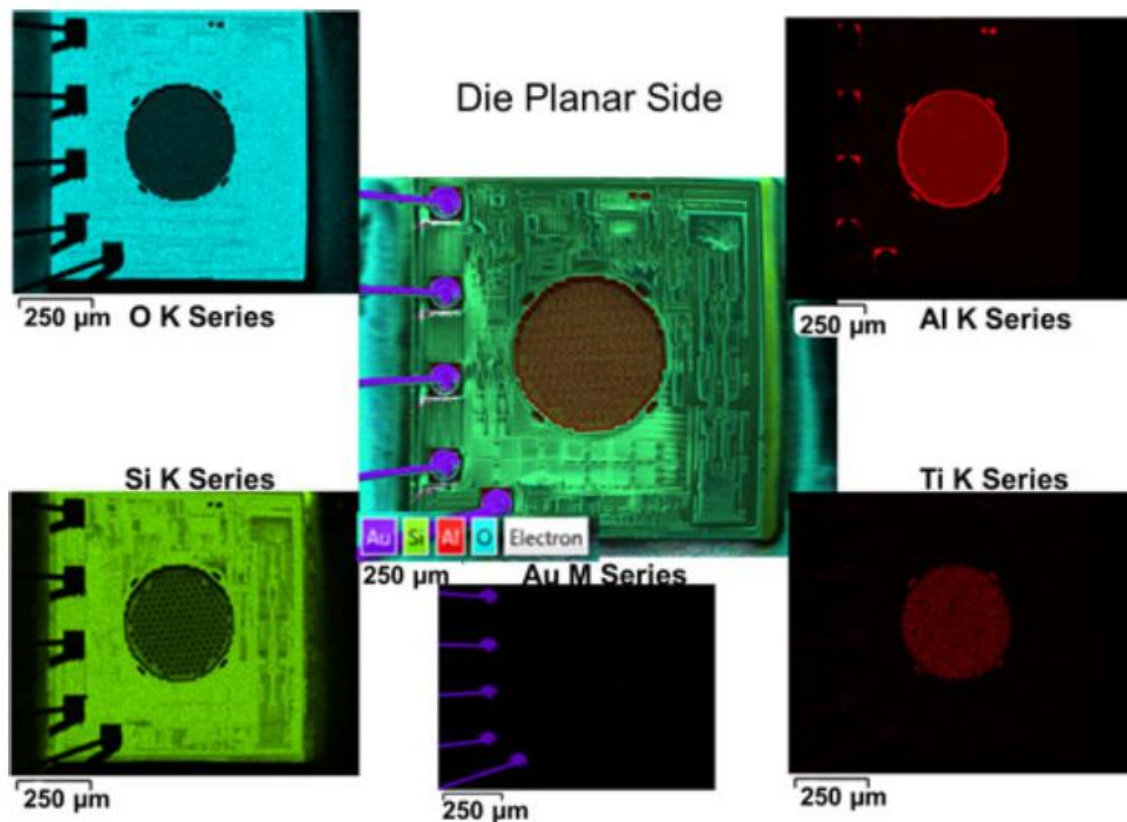 Die Planar Side
250 µm
O K Series
250 µm
Al K Series
Si K Series
Ti K Series
Au Si Al O Electron
250 µm
Au M Series
250 µm
250 µm
250 µm